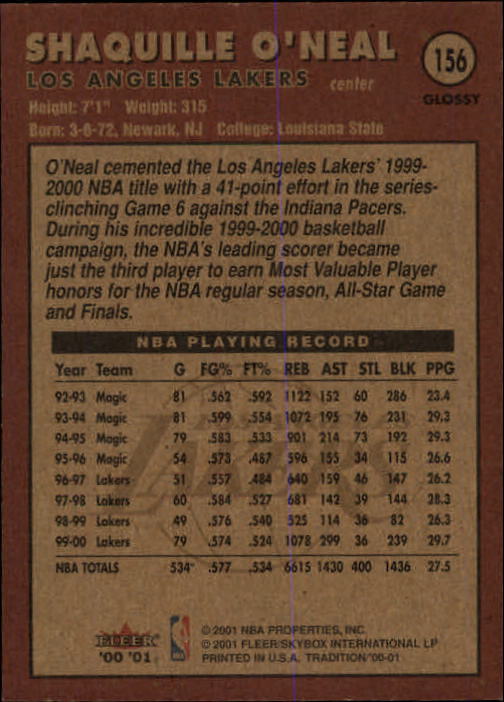 SHAQUILLE O'NEAL
156
LOS ANGELES LAKERS center
GLOSSY
Height: 7'1" Weight: 315
Born: 3-6-72, Newark, NJ College: Louisiana State
O'Neal cemented the Los Angeles Lakers' 1999-
2000 NBA title with a 41-point effort in the series-
clinching Game 6 against the Indiana Pacers.
During his incredible 1999-2000 basketball
campaign, the NBA's leading scorer became
just the third player to earn Most Valuable Player
honors for the NBA regular season, All-Star Game
and Finals.
NBA PLAYING RECORD
Year Team G FG% FT% REB AST STL BLK PPG
92-93 Magic 81 .562 .592 1122 152 60 286 23.4
93-94 Magic 81 .599 .554 1072 195 76 231 29.3
94-95 Magic 79 .583 .533 901 214 73 192 29.3
95-96 Magic 54 .573 .487 596 155 34 115 26.6
96-97 Lakers 51 .557 .484 640 159 46 147 26.2
97-98 Lakers 60 .584 .527 681 142 39 144 28.3
98-99 Lakers 49 .576 .540 525 114 36 82 26.3
99-00 Lakers 79 .574 .524 1078 299 36 239 29.7
NBA TOTALS 534 .577 .534 6615 1430 400 1436 27.5
FLEER
'00 '01
© 2001 NBA PROPERTIES, INC.
© 2001 FLEER/SKYBOX INTERNATIONAL LP
PRINTED IN U.S.A. TRADITION '00-01